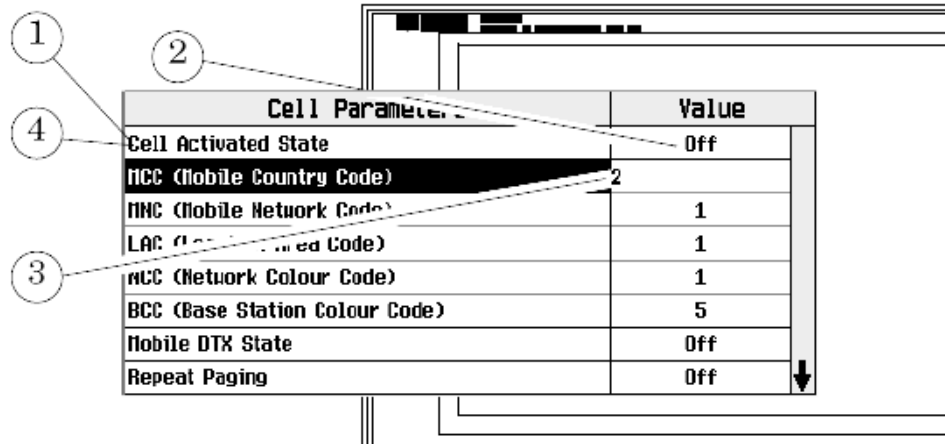 1
2
Cell Value
4
Cell Activated State Off
MCC (Mobile Country Code) 2
MNC (Mobile Network Code) 1
LAC Code) 1
3
NCC (Network Colour Code) 1
BCC (Base Station Colour Code) 5
Mobile DTX State Off
Repeat Paging Off